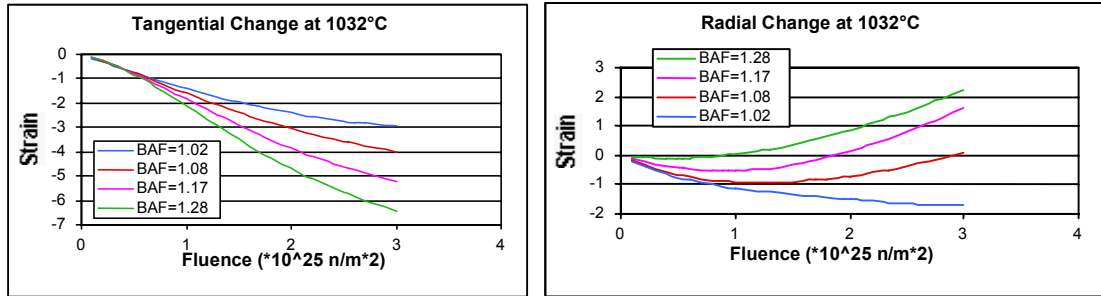 Tangential Change at 1032°C
0
-1
-2
-3
-4
-5
-6
-7
Strain
BAF=1.02
BAF=1.08
BAF=1.17
BAF=1.28
0 1 2 3 4
Fluence (*10^25 n/m*2)
Radial Change at 1032°C
BAF=1.28
BAF=1.17
BAF=1.08
BAF=1.02
3
2
1
0
-1
-2
Strain
0 1 2 3 4
Fluence (*10^25 n/m*2)